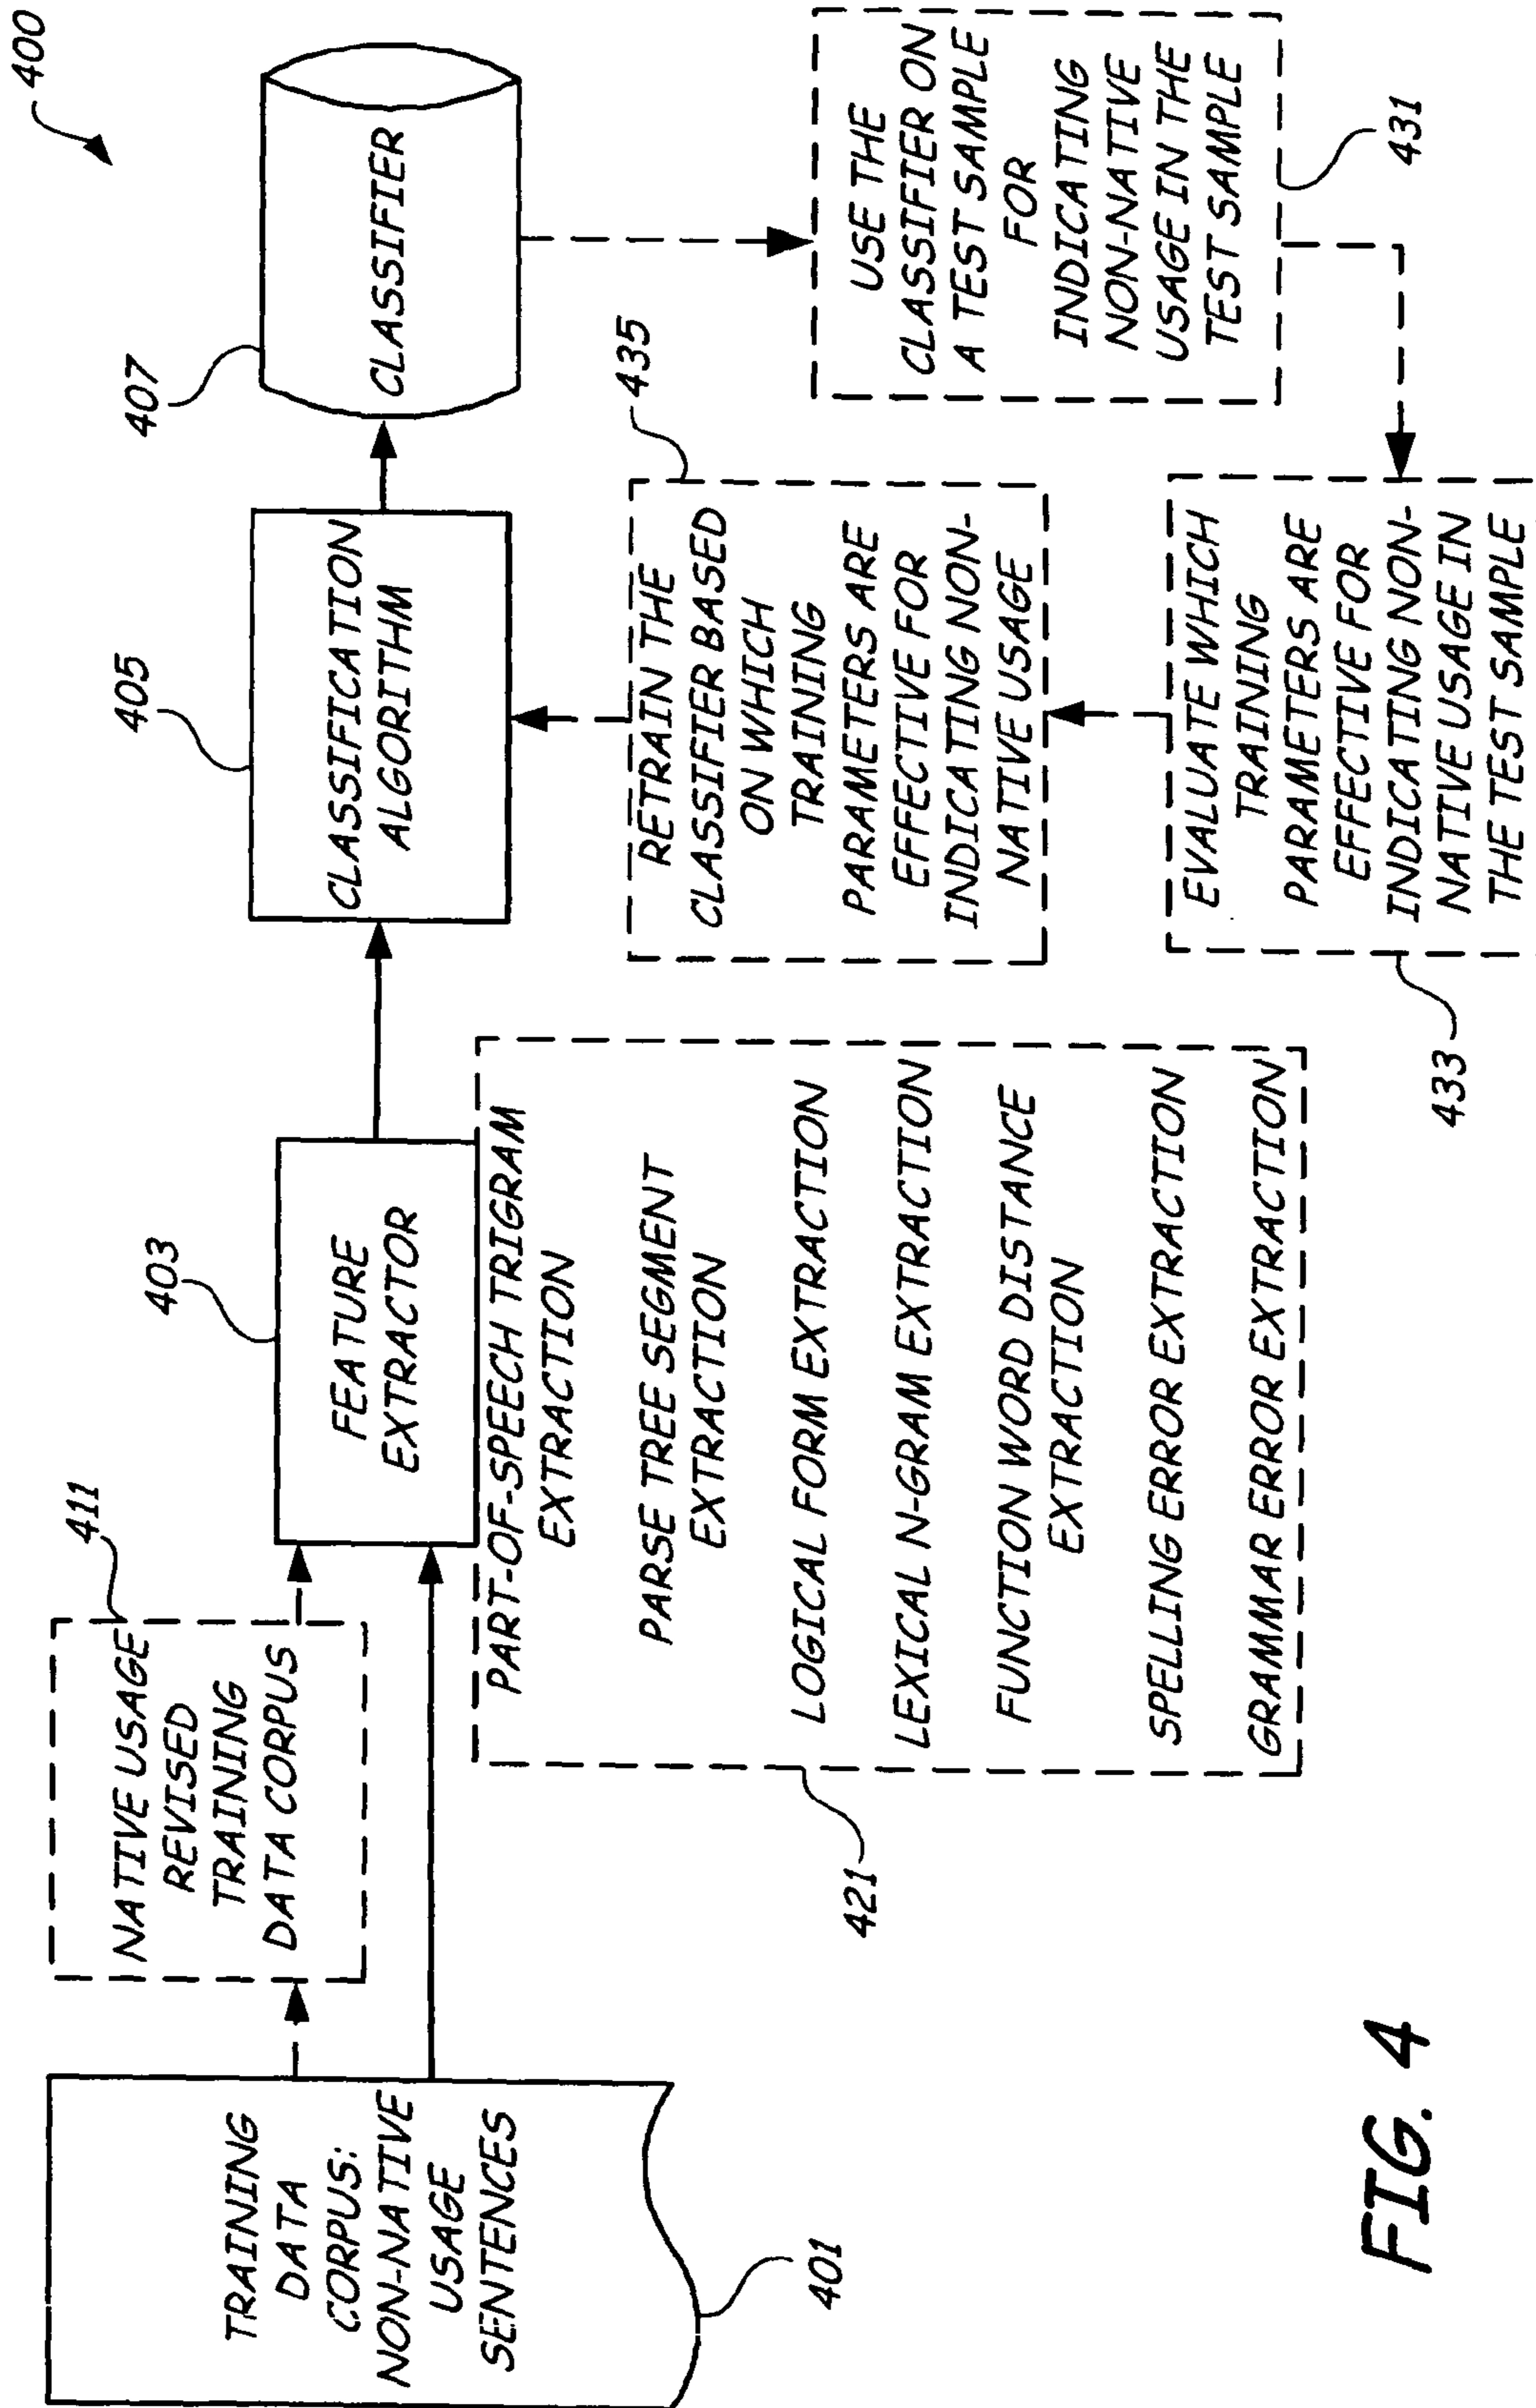 400
TRAINING
DATA
CORPUS:
NON-NATIVE
USAGE
SENTENCES
401
NATIVE USAGE
REVISED
TRAINING
DATA CORPUS
411
FEATURE
EXTRACTOR
403
PART-OF-SPEECH TRIGRAM
EXTRACTION
PARSE TREE SEGMENT
EXTRACTION
LOGICAL FORM EXTRACTION
LEXICAL N-GRAM EXTRACTION
FUNCTION WORD DISTANCE
EXTRACTION
SPELLING ERROR EXTRACTION
GRAMMAR ERROR EXTRACTION
421
CLASSIFICATION
ALGORITHM
405
CLASSIFIER
407
RETRAIN THE
CLASSIFIER BASED
ON WHICH
TRAINING
PARAMETERS ARE
EFFECTIVE FOR
INDICATING NON-
NATIVE USAGE
435
USE THE
CLASSIFIER ON
A TEST SAMPLE
FOR
INDICATING
NON-NATIVE
USAGE IN THE
TEST SAMPLE
431
EVALUATE WHICH
TRAINING
PARAMETERS ARE
EFFECTIVE FOR
INDICATING NON-
NATIVE USAGE IN
THE TEST SAMPLE
433
FIG. 4